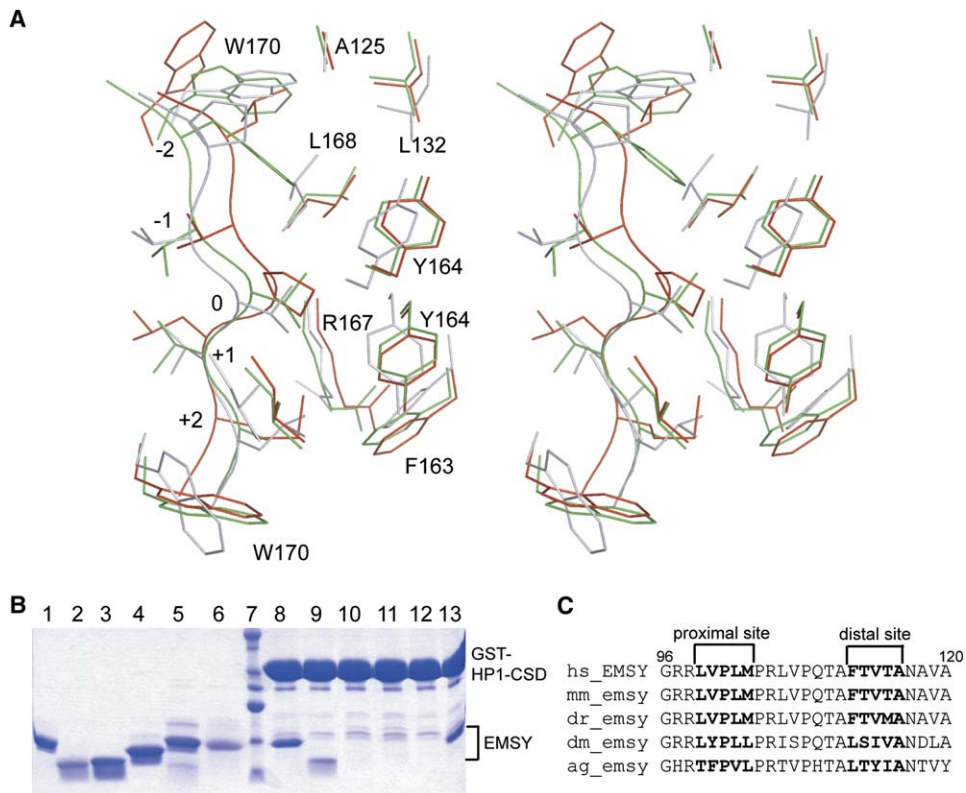 A
W170
A125
-2
L168
L132
-1
Y164
0
R167
Y164
+1
+2
F163
W170
B
1 2 3 4 5 6 7 8 9 10 11 12 13
GST-
HP1-CSD
EMSY
C
proximal site distal site
96 120
hs_EMSY GRRLVPLMPRLVPQTAFTVTANAVA
mm_emsy GRRLVPLMPRLVPQTAFTVTANAVA
dr_emsy GRRLVPLMPRLVPQTAFTVMANAVA
dm_emsy GRRLYPLLPRISPQTALSIVANDLA
ag_emsy GHRTFPVLPRTVPHTALTYIANTVY